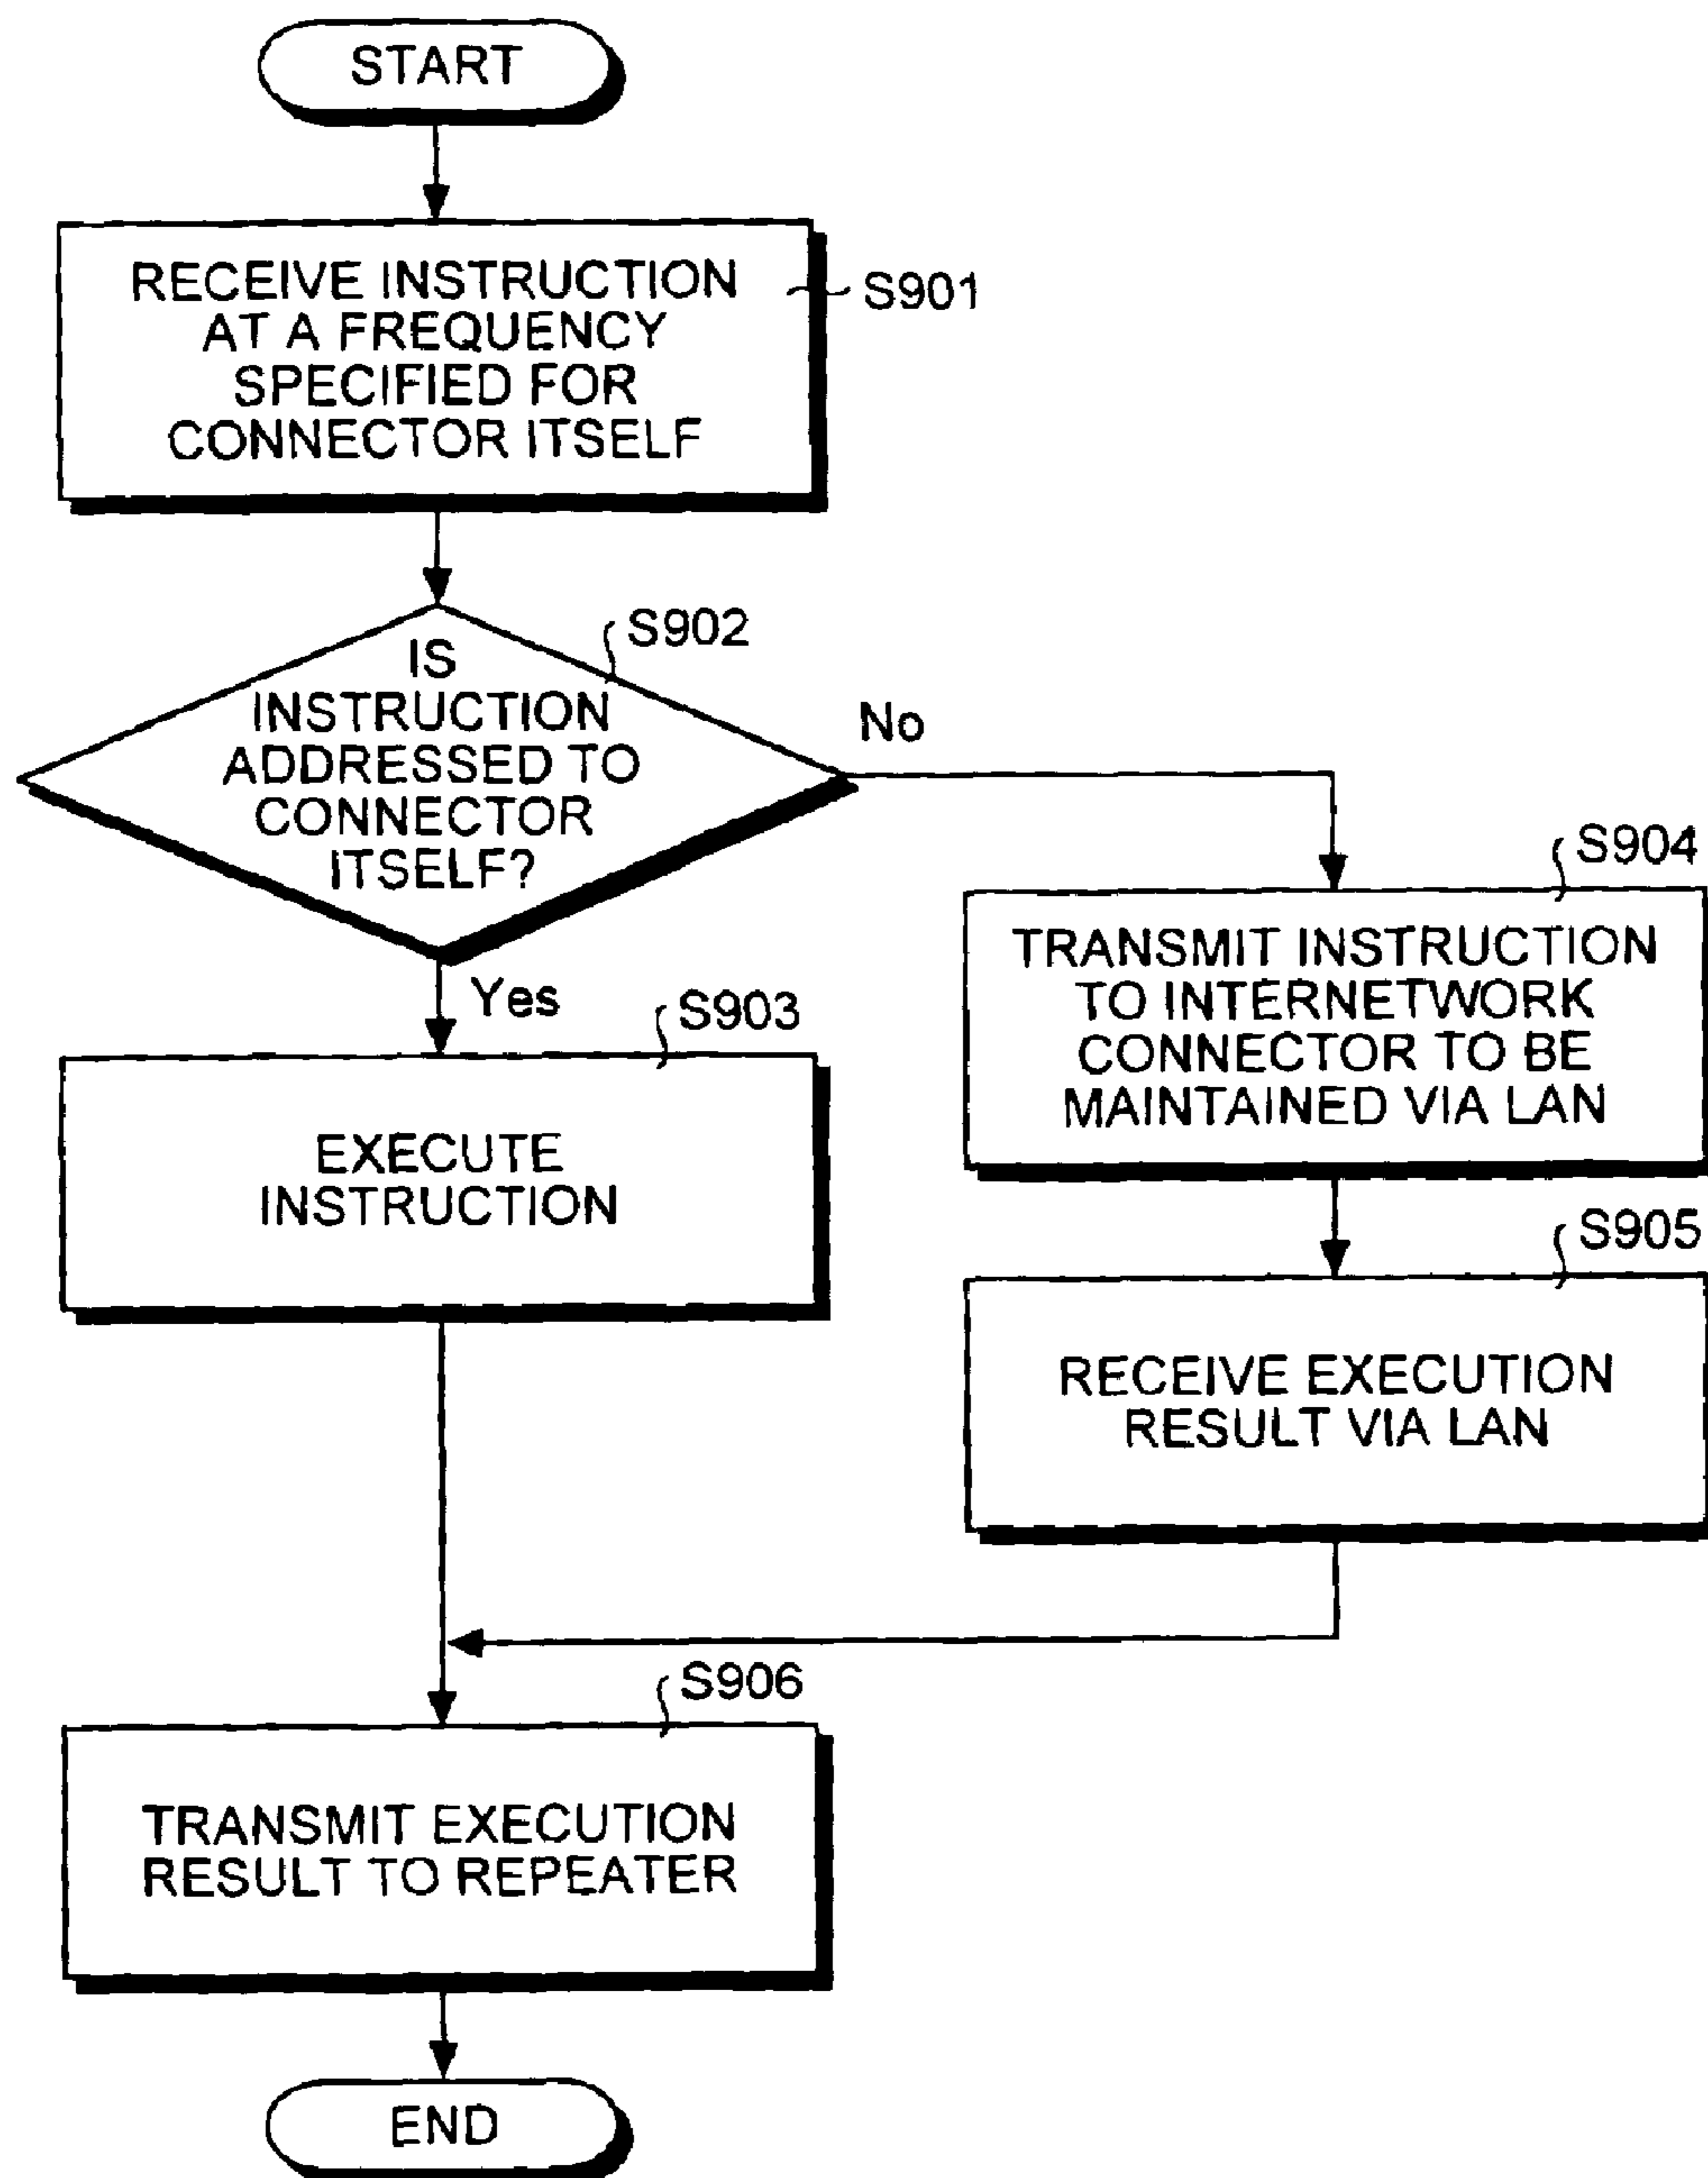 START
RECEIVE INSTRUCTION
AT A FREQUENCY
SPECIFIED FOR
CONNECTOR ITSELF
S901
S902
IS
INSTRUCTION
ADDRESSED TO
CONNECTOR
ITSELF?
No
Yes
S903
EXECUTE
INSTRUCTION
S904
TRANSMIT INSTRUCTION
TO INTERNETWORK
CONNECTOR TO BE
MAINTAINED VIA LAN
S905
RECEIVE EXECUTION
RESULT VIA LAN
S906
TRANSMIT EXECUTION
RESULT TO REPEATER
END